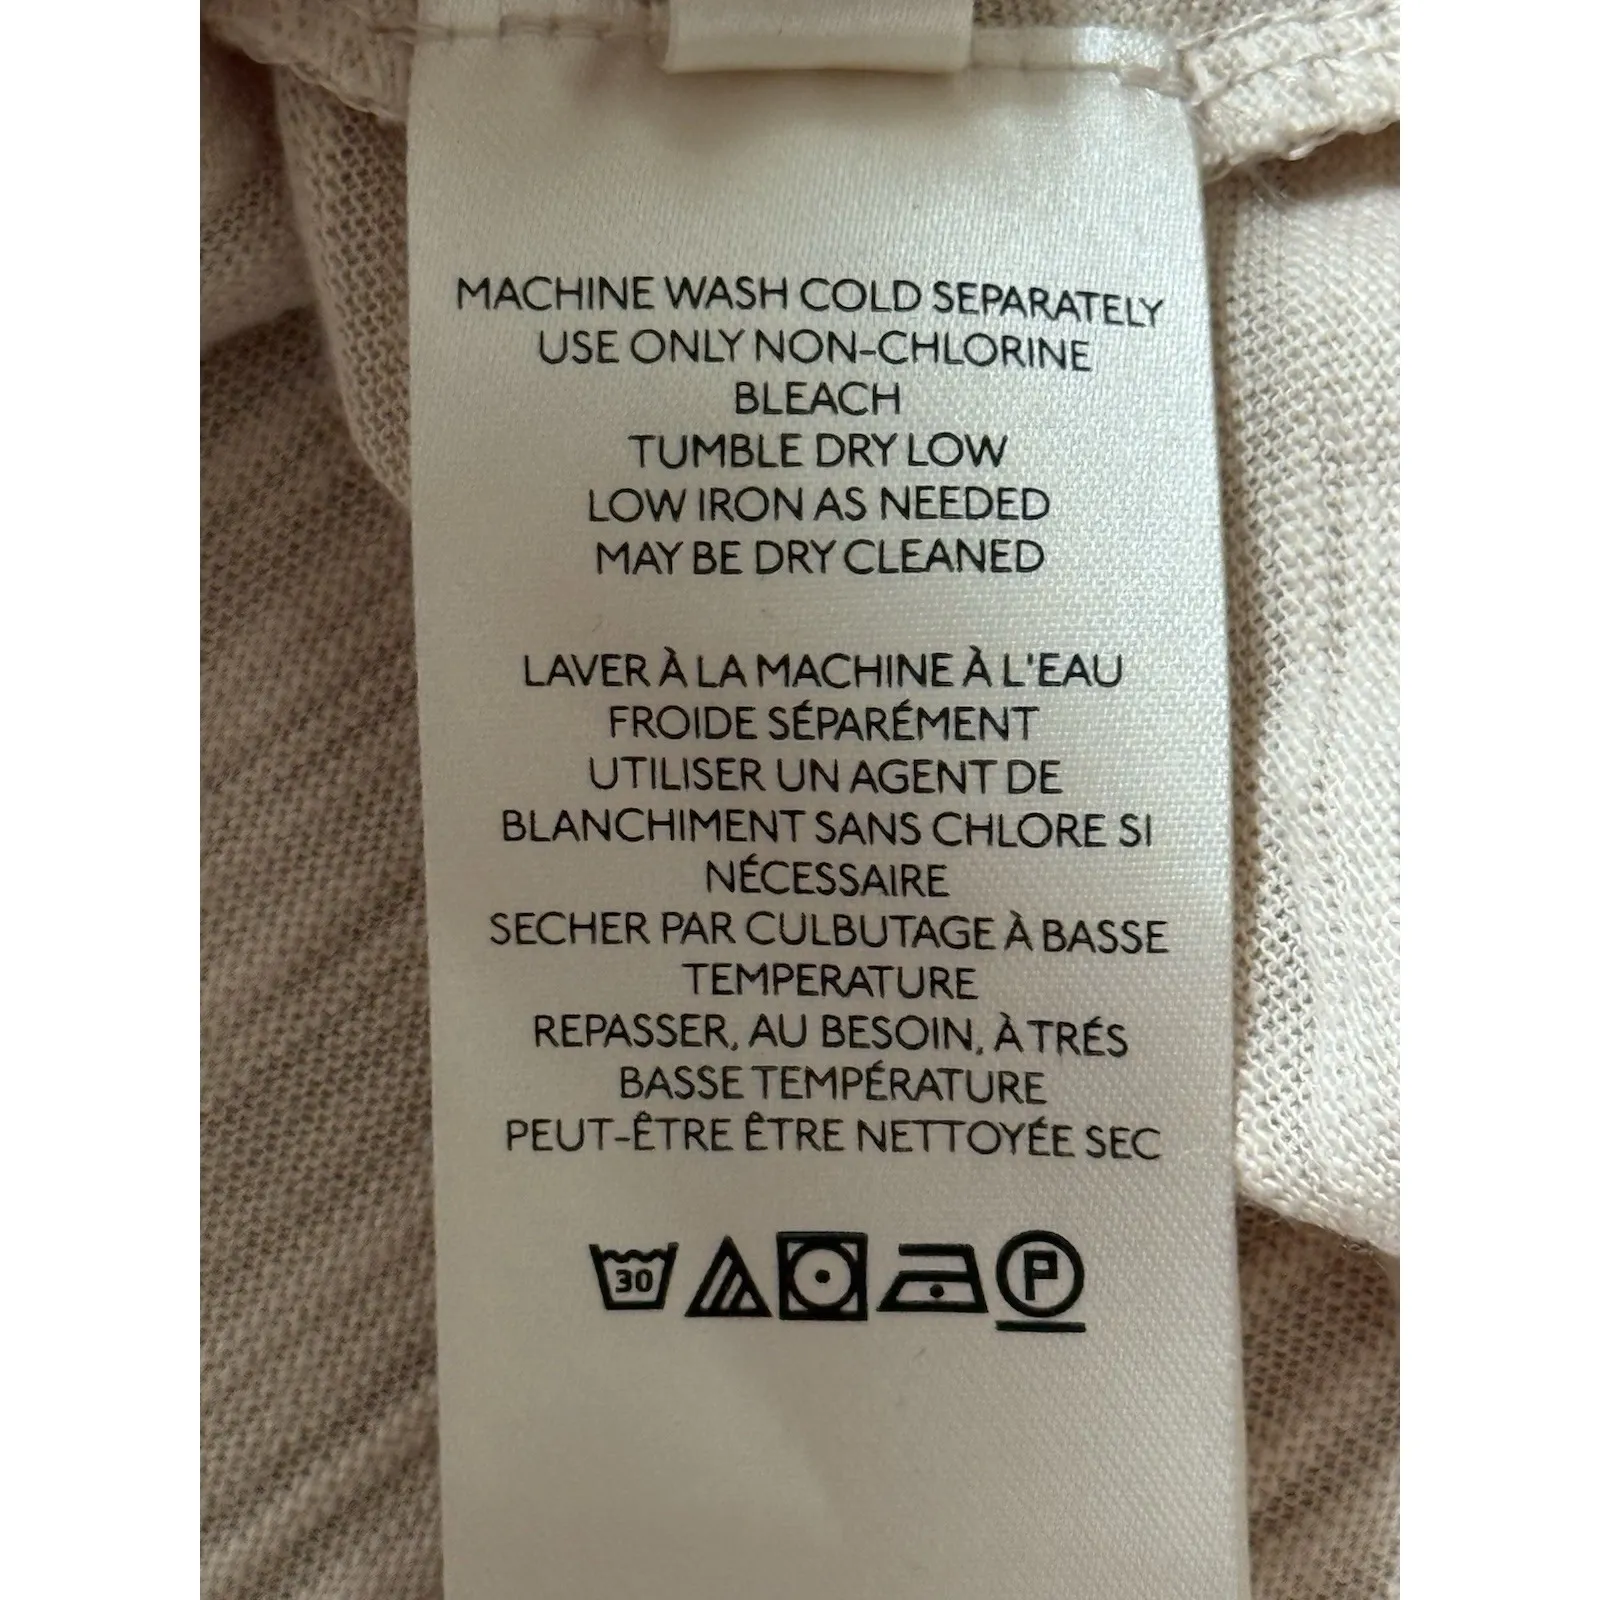 MACHINE WASH COLD SEPARATELY
USE ONLY NON-CHLORINE
BLEACH
TUMBLE DRY LOW
LOW IRON AS NEEDED
MAY BE DRY CLEANED
LAVER À LA MACHINE À L'EAU
FROIDE SÉPARÉMENT
UTILISER UN AGENT DE
BLANCHIMENT SANS CHLORE SI
NÉCESSAIRE
SECHER PAR CULBUTAGE À BASSE
TEMPERATURE
REPASSER, AU BESOIN, À TRÉS
BASSE TEMPÉRATURE
PEUT-ÊTRE ÊTRE NETTOYÉE SEC
30 P